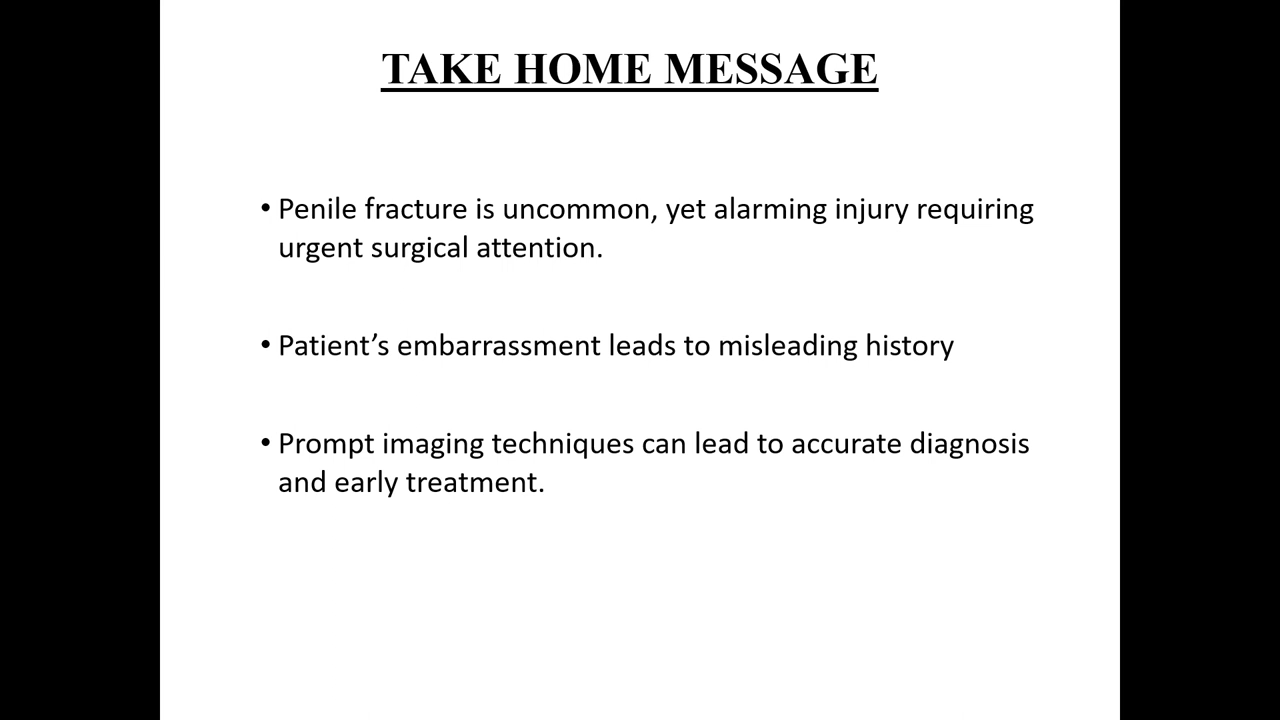 TAKE HOME MESSAGE
• Penile fracture is uncommon, yet alarming injury requiring
urgent surgical attention.
• Patient’s embarrassment leads to misleading history
• Prompt imaging techniques can lead to accurate diagnosis
and early treatment.